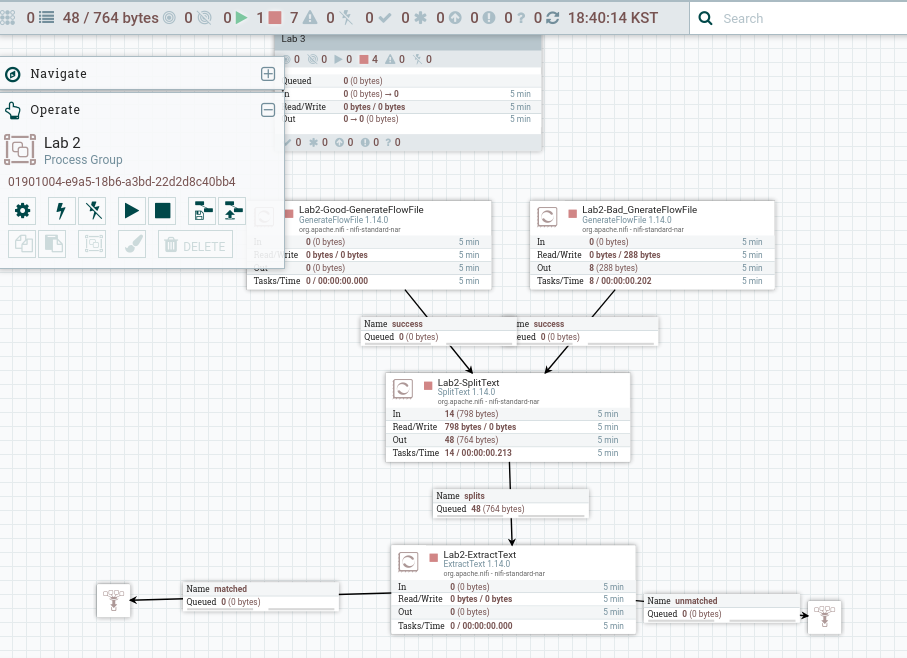 0 48 / 764 bytes 0 0 1 7 0 0 0 0 0 0 0 18:40:14 KST Search
Lab 3
0 0 0 4 0 0
Queued 0 (0 bytes)
In 0 (0 bytes) → 0 5 min
Read/Write 0 bytes / 0 bytes 5 min
Out 0 → 0 (0 bytes) 5 min
0 0 0 0 ? 0
Navigate
Operate
Lab 2
Process Group
01901004-e9a5-18b6-a3bd-22d2d8c40bb4
DELETE
Lab2-Good-GenerateFlowFile
GenerateFlowFile 1.14.0
org.apache.nifi - nifi-standard-nar
In 0 (0 bytes) 5 min
Read/Write 0 bytes / 0 bytes 5 min
Out 0 (0 bytes) 5 min
Tasks/Time 0 / 00:00:00.000 5 min
Lab2-Bad_GnerateFlowFile
GenerateFlowFile 1.14.0
org.apache.nifi - nifi-standard-nar
In 0 (0 bytes) 5 min
Read/Write 0 bytes / 288 bytes 5 min
Out 8 (288 bytes) 5 min
Tasks/Time 8 / 00:00:00.202 5 min
Name success
Queued 0 (0 bytes)
me success
eued 0 (0 bytes)
Lab2-SplitText
SplitText 1.14.0
org.apache.nifi - nifi-standard-nar
In 14 (798 bytes) 5 min
Read/Write 798 bytes / 0 bytes 5 min
Out 48 (764 bytes) 5 min
Tasks/Time 14 / 00:00:00.213 5 min
Name splits
Queued 48 (764 bytes)
Lab2-ExtractText
ExtractText 1.14.0
org.apache.nifi - nifi-standard-nar
In 0 (0 bytes) 5 min
Read/Write 0 bytes / 0 bytes 5 min
Out 0 (0 bytes) 5 min
Tasks/Time 0 / 00:00:00.000 5 min
Name matched
Queued 0 (0 bytes)
Name unmatched
Queued 0 (0 bytes)